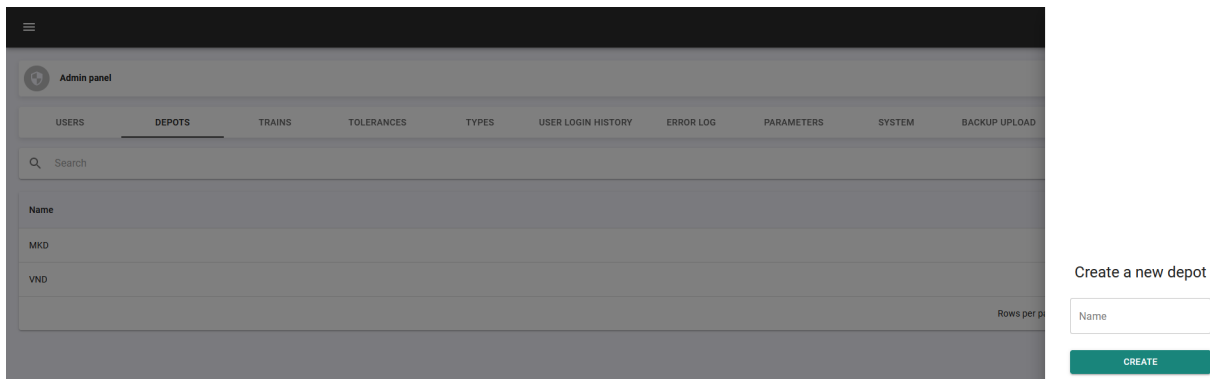 Admin panel
USERS DEPOTS TRAINS TOLERANCES TYPES USER LOGIN HISTORY ERROR LOG PARAMETERS SYSTEM BACKUP UPLOAD
Search
Name
MKD
VND
Rows per pa
Create a new depot
Name
CREATE